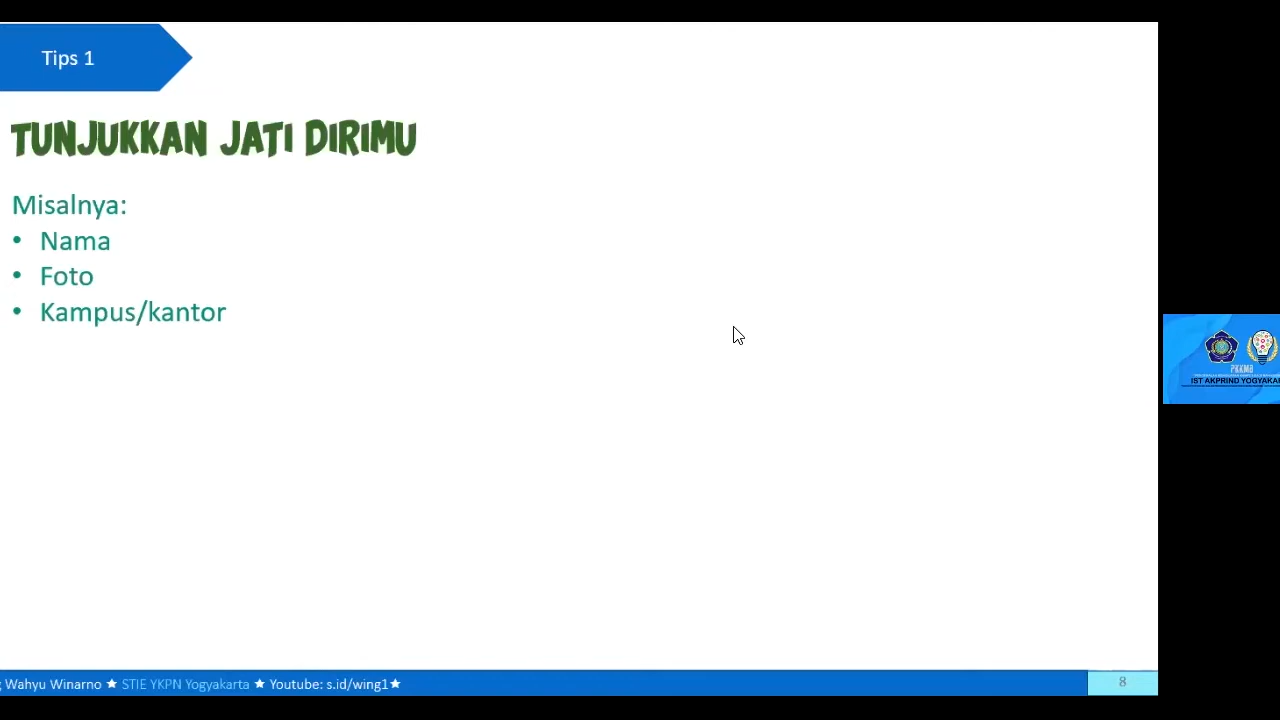 Tips 1
TUNJUKKAN JATI DIRIMU
Misalnya:
• Nama
• Foto
• Kampus/kantor
PKKMB
IST AKPRIND YOGYAKAR
Wahyu Winarno ★ STIE YKPN Yogyakarta ★ Youtube: s.id/wing1★
8